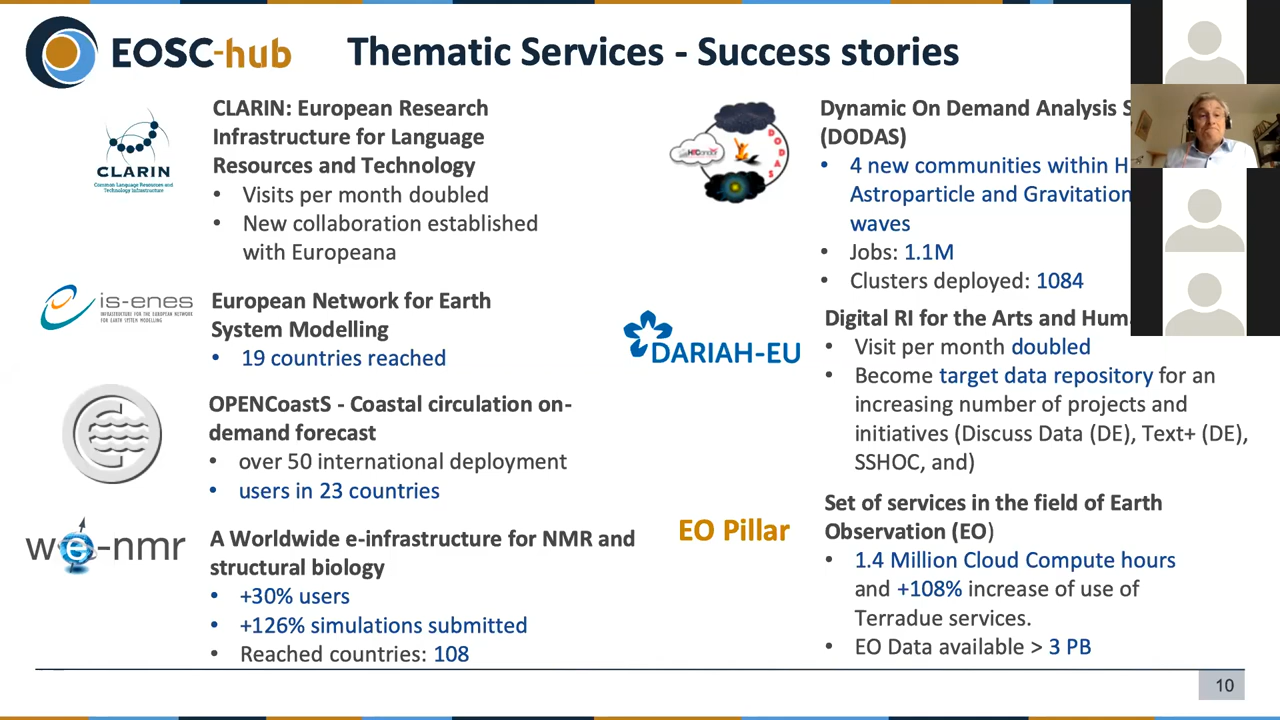 EOSC-hub
Thematic Services - Success stories
CLARIN
Common Language Resources and
Technology Infrastructure
CLARIN: European Research
Infrastructure for Language
Resources and Technology
• Visits per month doubled
• New collaboration established
with Europeana
is-enes
INFRASTRUCTURE FOR THE EUROPEAN NETWORK
FOR EARTH SYSTEM MODELLING
European Network for Earth
System Modelling
• 19 countries reached
OPENCoastS - Coastal circulation on-
demand forecast
• over 50 international deployment
• users in 23 countries
we-nmr
A Worldwide e-infrastructure for NMR and
structural biology
• +30% users
• +126% simulations submitted
• Reached countries: 108
HTCondor
DODAS
Dynamic On Demand Analysis S
(DODAS)
• 4 new communities within H
Astroparticle and Gravitation
waves
• Jobs: 1.1M
• Clusters deployed: 1084
DARIAH-EU
Digital RI for the Arts and Hum
• Visit per month doubled
• Become target data repository for an
increasing number of projects and
initiatives (Discuss Data (DE), Text+ (DE),
SSHOC, and)
EO Pillar
Set of services in the field of Earth
Observation (EO)
• 1.4 Million Cloud Compute hours
and +108% increase of use of
Terradue services.
• EO Data available > 3 PB
10